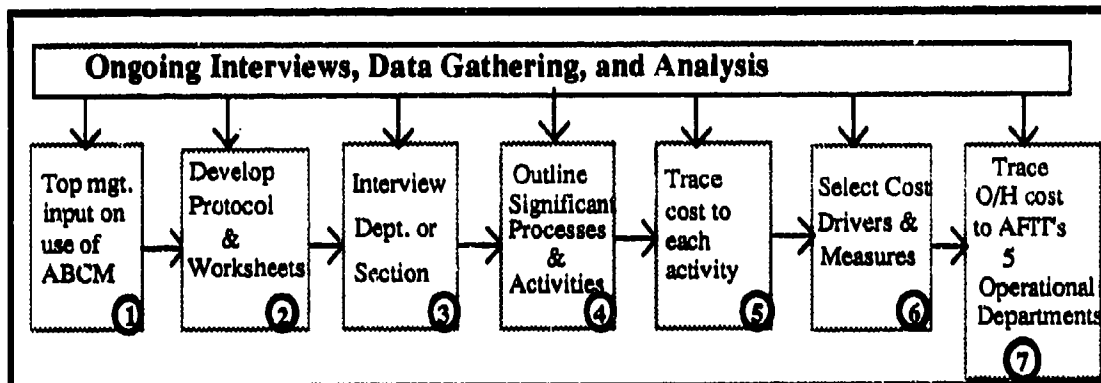 Ongoing Interviews, Data Gathering, and Analysis
Top mgt.
input on
use of
ABCM
1
Develop
Protocol
&
Worksheets
2
Interview
Dept. or
Section
3
Outline
Significant
Processes
&
Activities
4
Trace
cost to
each
activity
5
Select Cost
Drivers &
Measures
6
Trace
O/H cost
to AFIT's
5
Operational
Departments
7